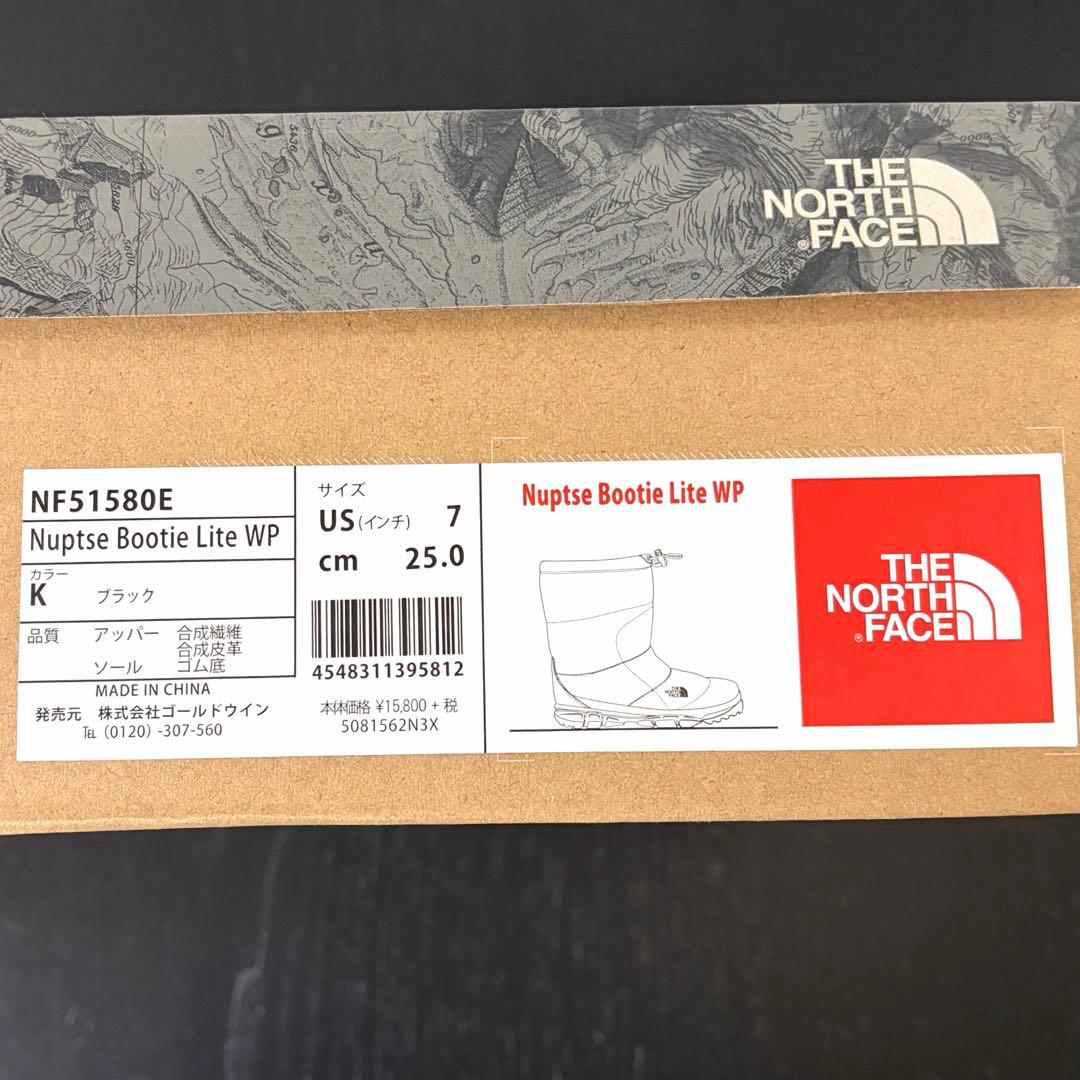 THE
NORTH
®FACE
NF51580E
Nuptse Bootie Lite WP
カラー
K ブラック
品質 アッパー 合成繊維
合成皮革
ソール ゴム底
MADE IN CHINA
発売元 株式会社ゴールドウイン
TEL (0120) -307-560
サイズ
US (インチ) 7
cm 25.0
4548311395812
本体価格 ¥15,800 + 税
5081562N3X
Nuptse Bootie Lite WP
THE
NORTH
FACE
THE
NORTH
®FACE